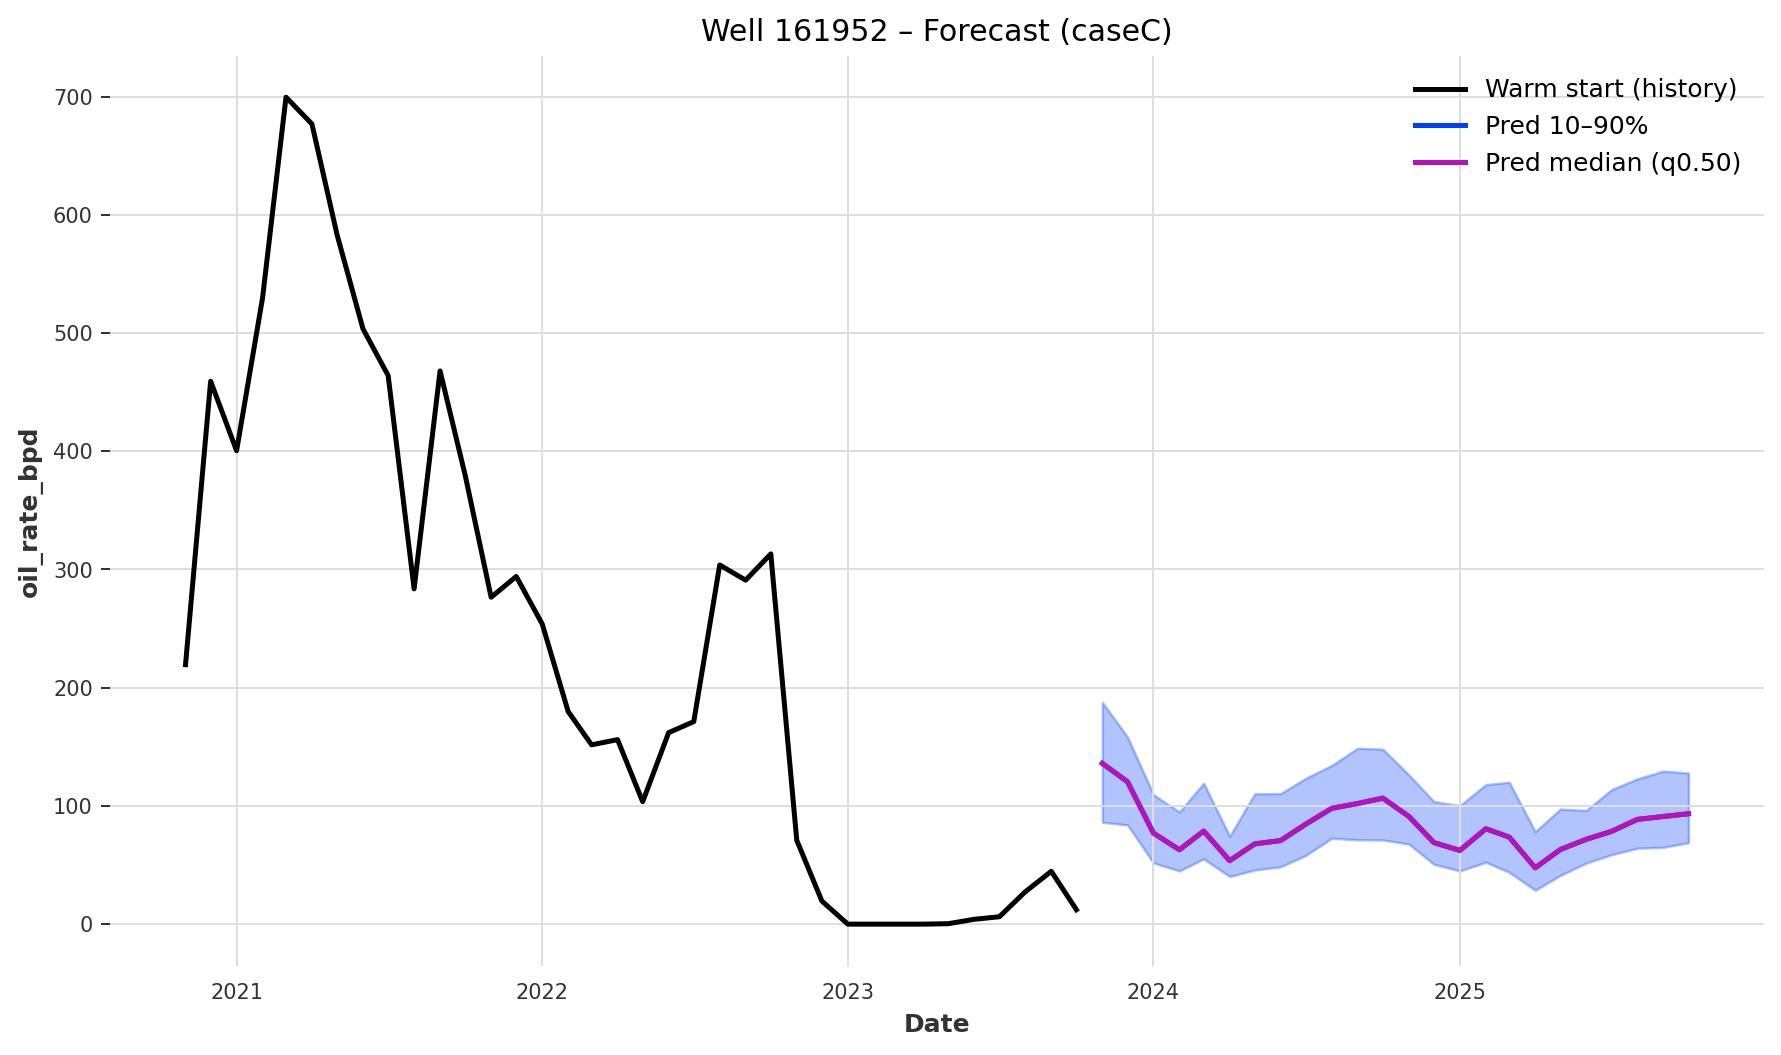 Well 161952 – Forecast (caseC)
Warm start (history)
Pred 10–90%
Pred median (q0.50)
oil_rate_bpd
700
600
500
400
300
200
100
0
2021
2022
2023
2024
2025
Date